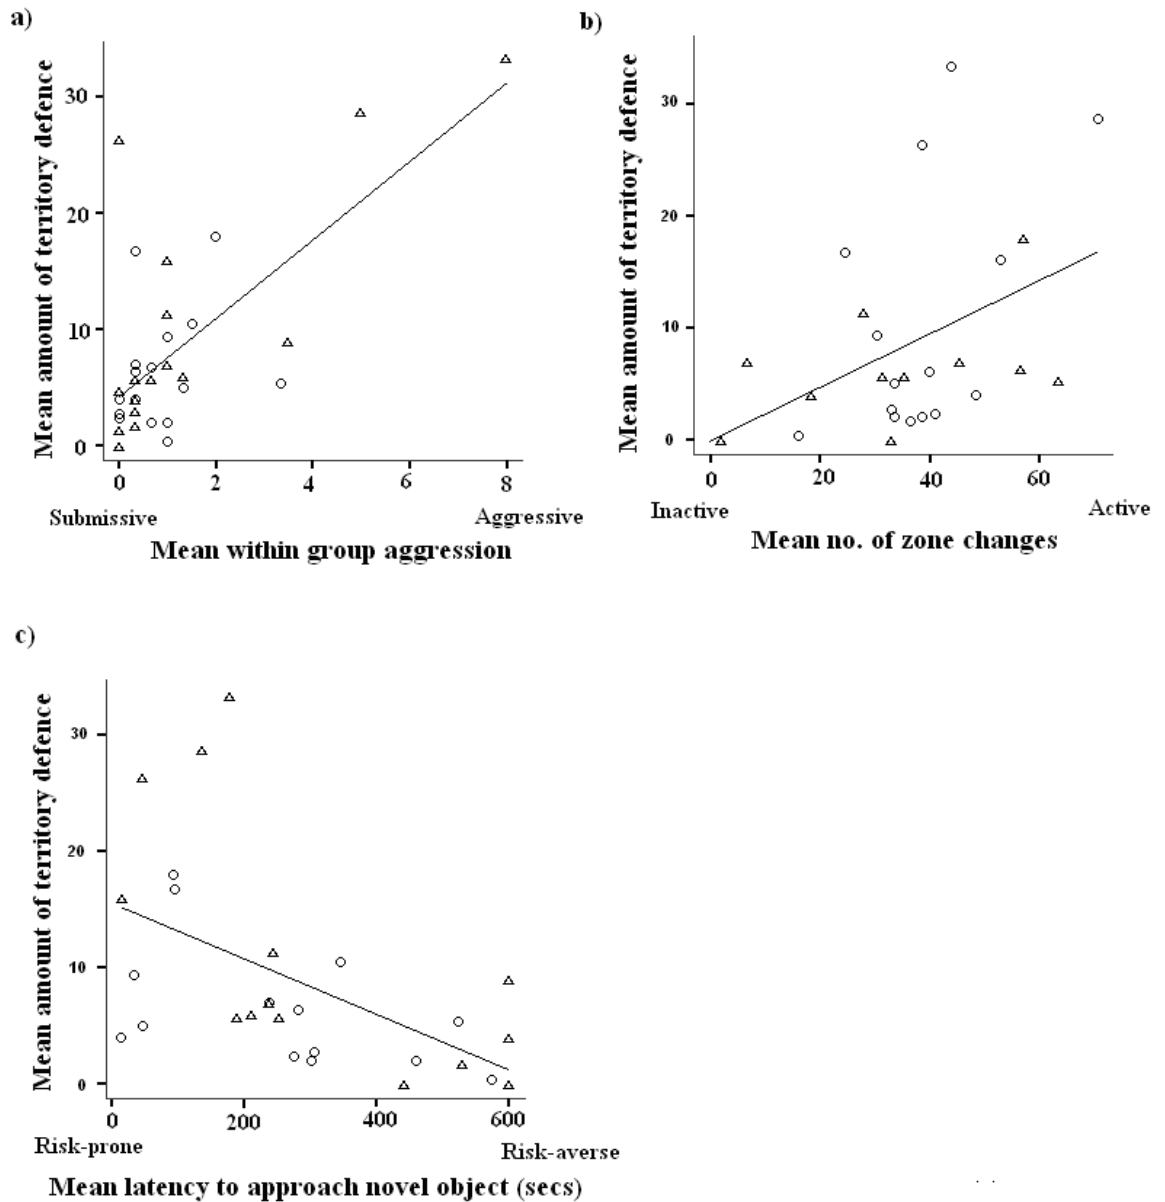 a)
Mean amount of territory defence
30
20
10
0
0 2 4 6 8
Submissive Aggressive
Mean within group aggression
b)
Mean amount of territory defence
30
20
10
0
0 20 40 60
Inactive Active
Mean no. of zone changes
c)
Mean amount of territory defence
30
20
10
0
0 200 400 600
Risk-prone Risk-averse
Mean latency to approach novel object (secs)